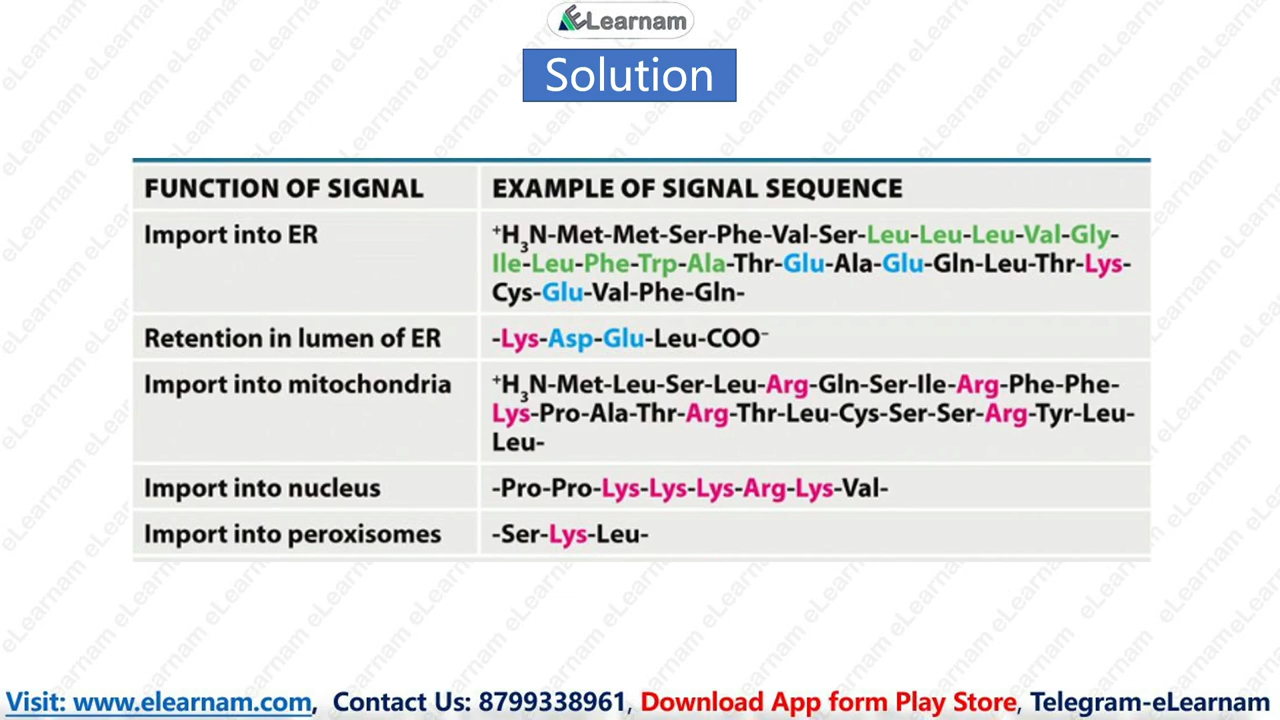 ELearnam
Solution
FUNCTION OF SIGNAL EXAMPLE OF SIGNAL SEQUENCE
Import into ER +H3N-Met-Met-Ser-Phe-Val-Ser-Leu-Leu-Leu-Val-Gly-
Ile-Leu-Phe-Trp-Ala-Thr-Glu-Ala-Glu-Gln-Leu-Thr-Lys-
Cys-Glu-Val-Phe-Gln-
Retention in lumen of ER -Lys-Asp-Glu-Leu-COO−
Import into mitochondria +H3N-Met-Leu-Ser-Leu-Arg-Gln-Ser-Ile-Arg-Phe-Phe-
Lys-Pro-Ala-Thr-Arg-Thr-Leu-Cys-Ser-Ser-Arg-Tyr-Leu-
Leu-
Import into nucleus -Pro-Pro-Lys-Lys-Lys-Arg-Lys-Val-
Import into peroxisomes -Ser-Lys-Leu-
Visit: www.elearnam.com, Contact Us: 8799338961, Download App form Play Store, Telegram-eLearnam